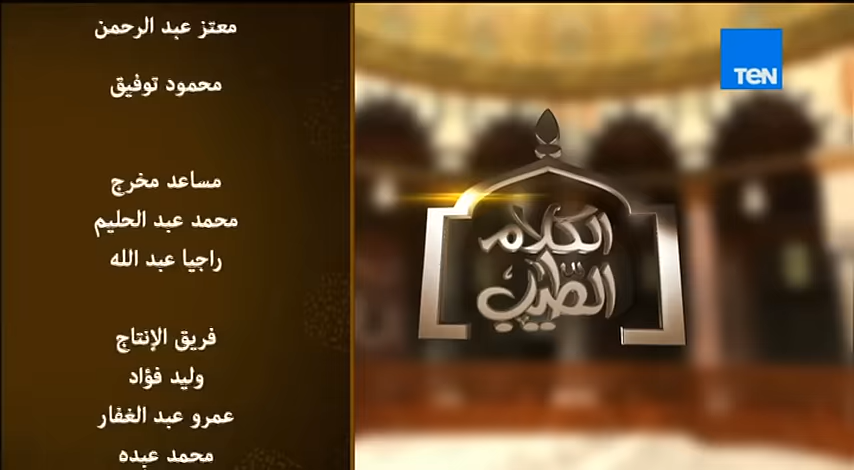 معتز عبد الرحمن
محمود توفيق
مساعد مخرج
محمد عبد الحليم
راجيا عبد الله
فريق الإنتاج
وليد فؤاد
عمرو عبد الغفار
محمد عبده
TEN
الكلام
الطيب